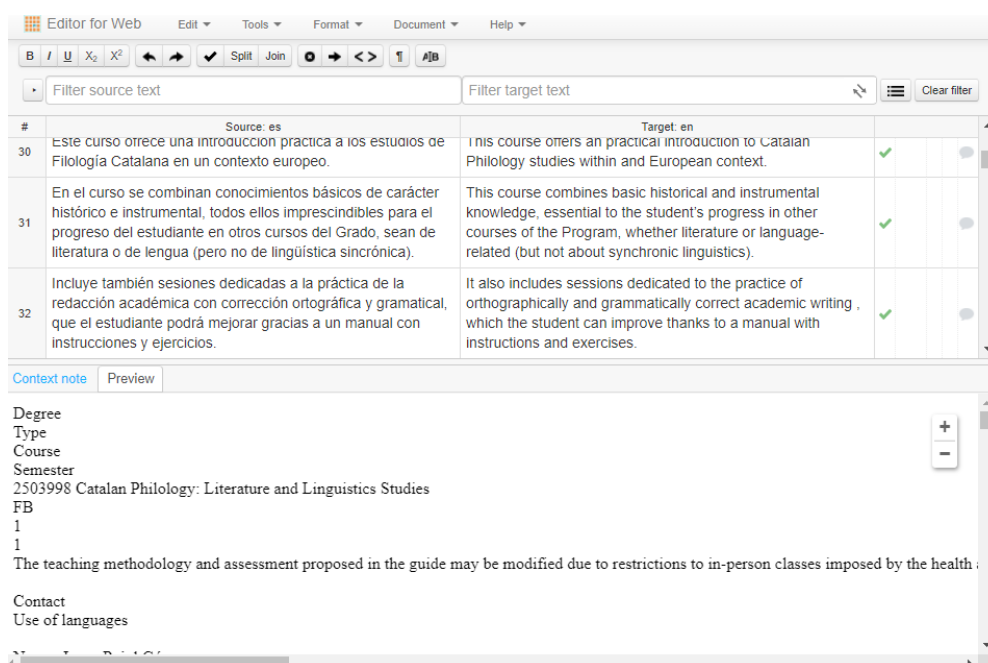 Editor for Web Edit Tools Format Document Help
B I U X₂ X² Split Join < > ¶ A|B
Filter source text Filter target text Clear filter
# Source: es Target: en
30
Este curso ofrece una introducción práctica a los estudios de
Filología Catalana en un contexto europeo.
This course offers an practical introduction to Catalan
Philology studies within and European context.
31
En el curso se combinan conocimientos básicos de carácter
histórico e instrumental, todos ellos imprescindibles para el
progreso del estudiante en otros cursos del Grado, sean de
literatura o de lengua (pero no de lingüística sincrónica).
This course combines basic historical and instrumental
knowledge, essential to the student's progress in other
courses of the Program, whether literature or language-
related (but not about synchronic linguistics).
32
Incluye también sesiones dedicadas a la práctica de la
redacción académica con corrección ortográfica y gramatical,
que el estudiante podrá mejorar gracias a un manual con
instrucciones y ejercicios.
It also includes sessions dedicated to the practice of
orthographically and grammatically correct academic writing ,
which the student can improve thanks to a manual with
instructions and exercises.
Context note Preview
Degree
Type
Course
Semester
2503998 Catalan Philology: Literature and Linguistics Studies
FB
1
1
The teaching methodology and assessment proposed in the guide may be modified due to restrictions to in-person classes imposed by the health
Contact
Use of languages